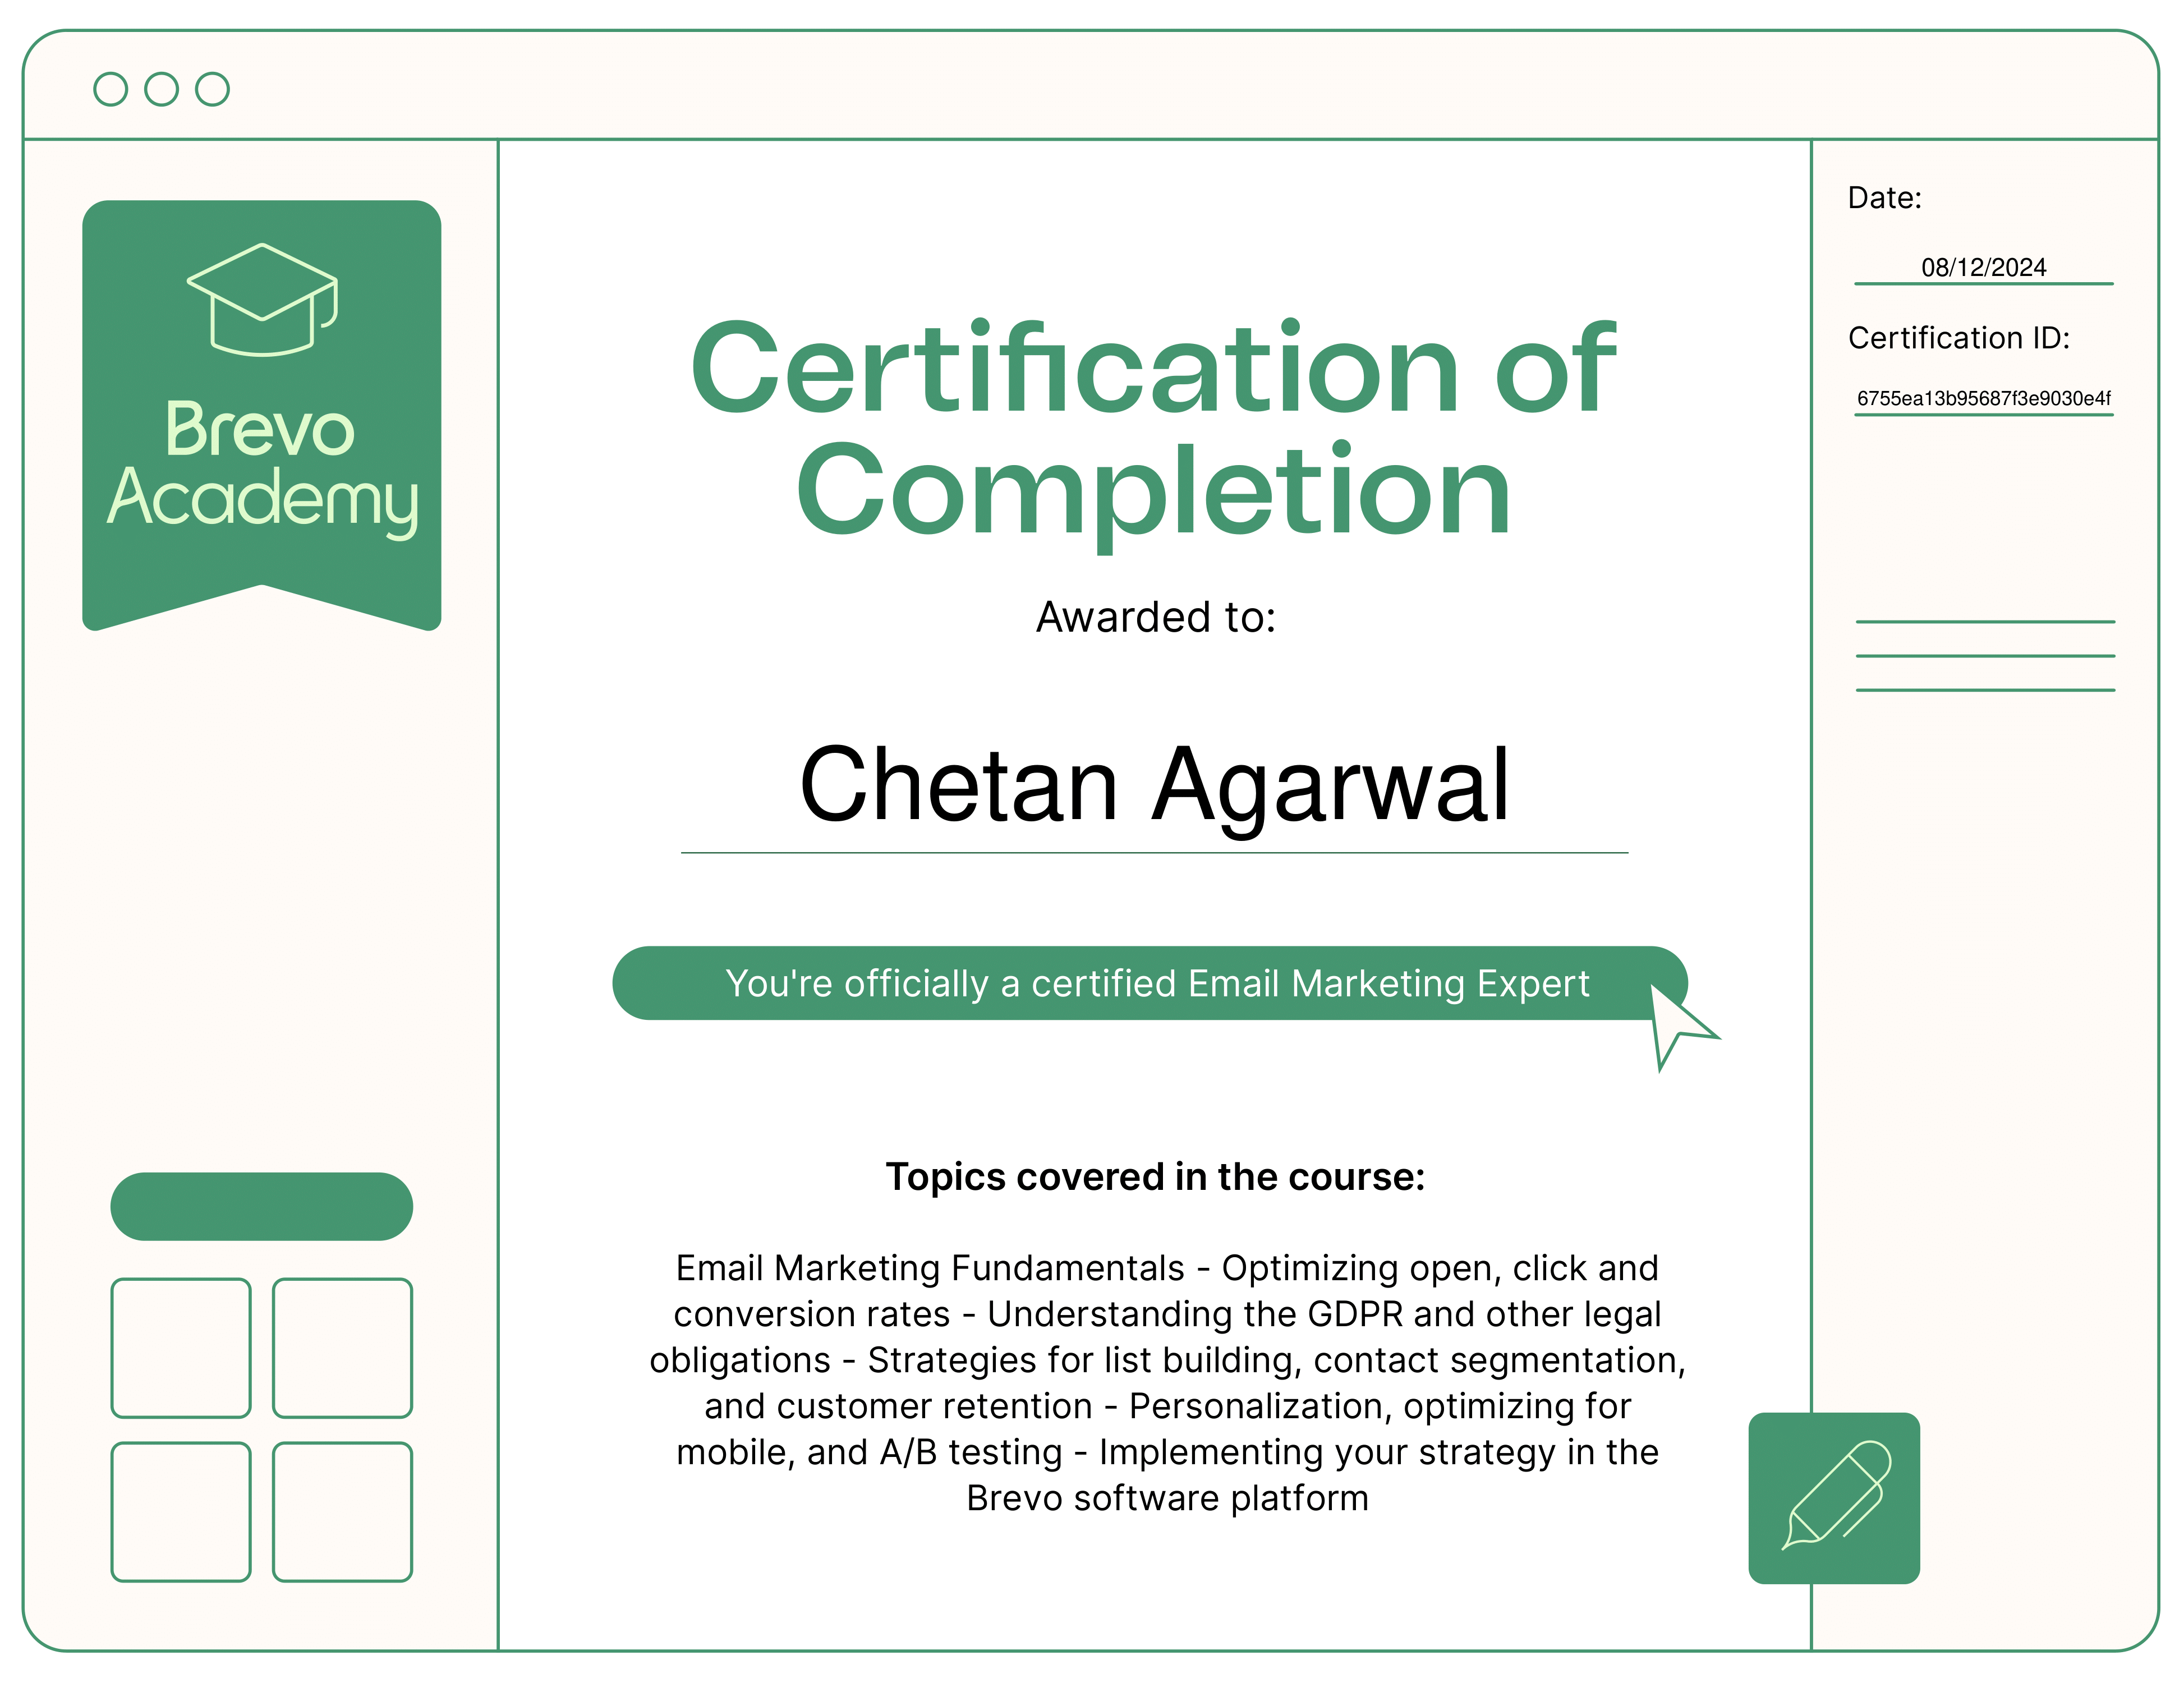 Brevo
Academy
Certification of
Completion
Awarded to:
Chetan Agarwal
You're officially a certified Email Marketing Expert
Topics covered in the course:
Email Marketing Fundamentals - Optimizing open, click and
conversion rates - Understanding the GDPR and other legal
obligations - Strategies for list building, contact segmentation,
and customer retention - Personalization, optimizing for
mobile, and A/B testing - Implementing your strategy in the
Brevo software platform
Date:
08/12/2024
Certification ID:
6755ea13b95687f3e9030e4f